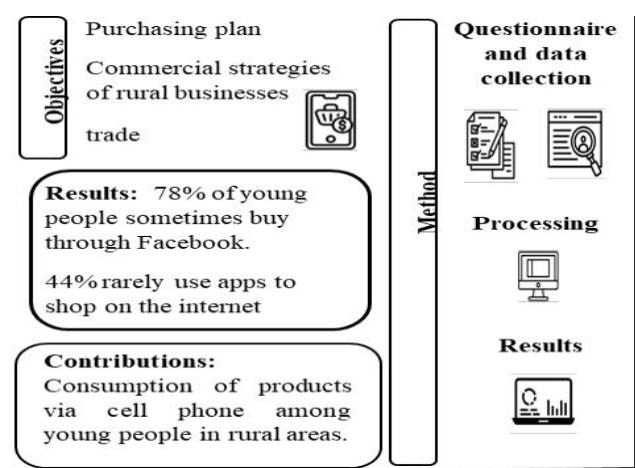 Objectives
Purchasing plan
Commercial strategies
of rural businesses
trade
Results: 78% of young
people sometimes buy
through Facebook.
44% rarely use apps to
shop on the internet
Contributions:
Consumption of products
via cell phone among
young people in rural areas.
Method
Questionnaire
and data
collection
Processing
Results